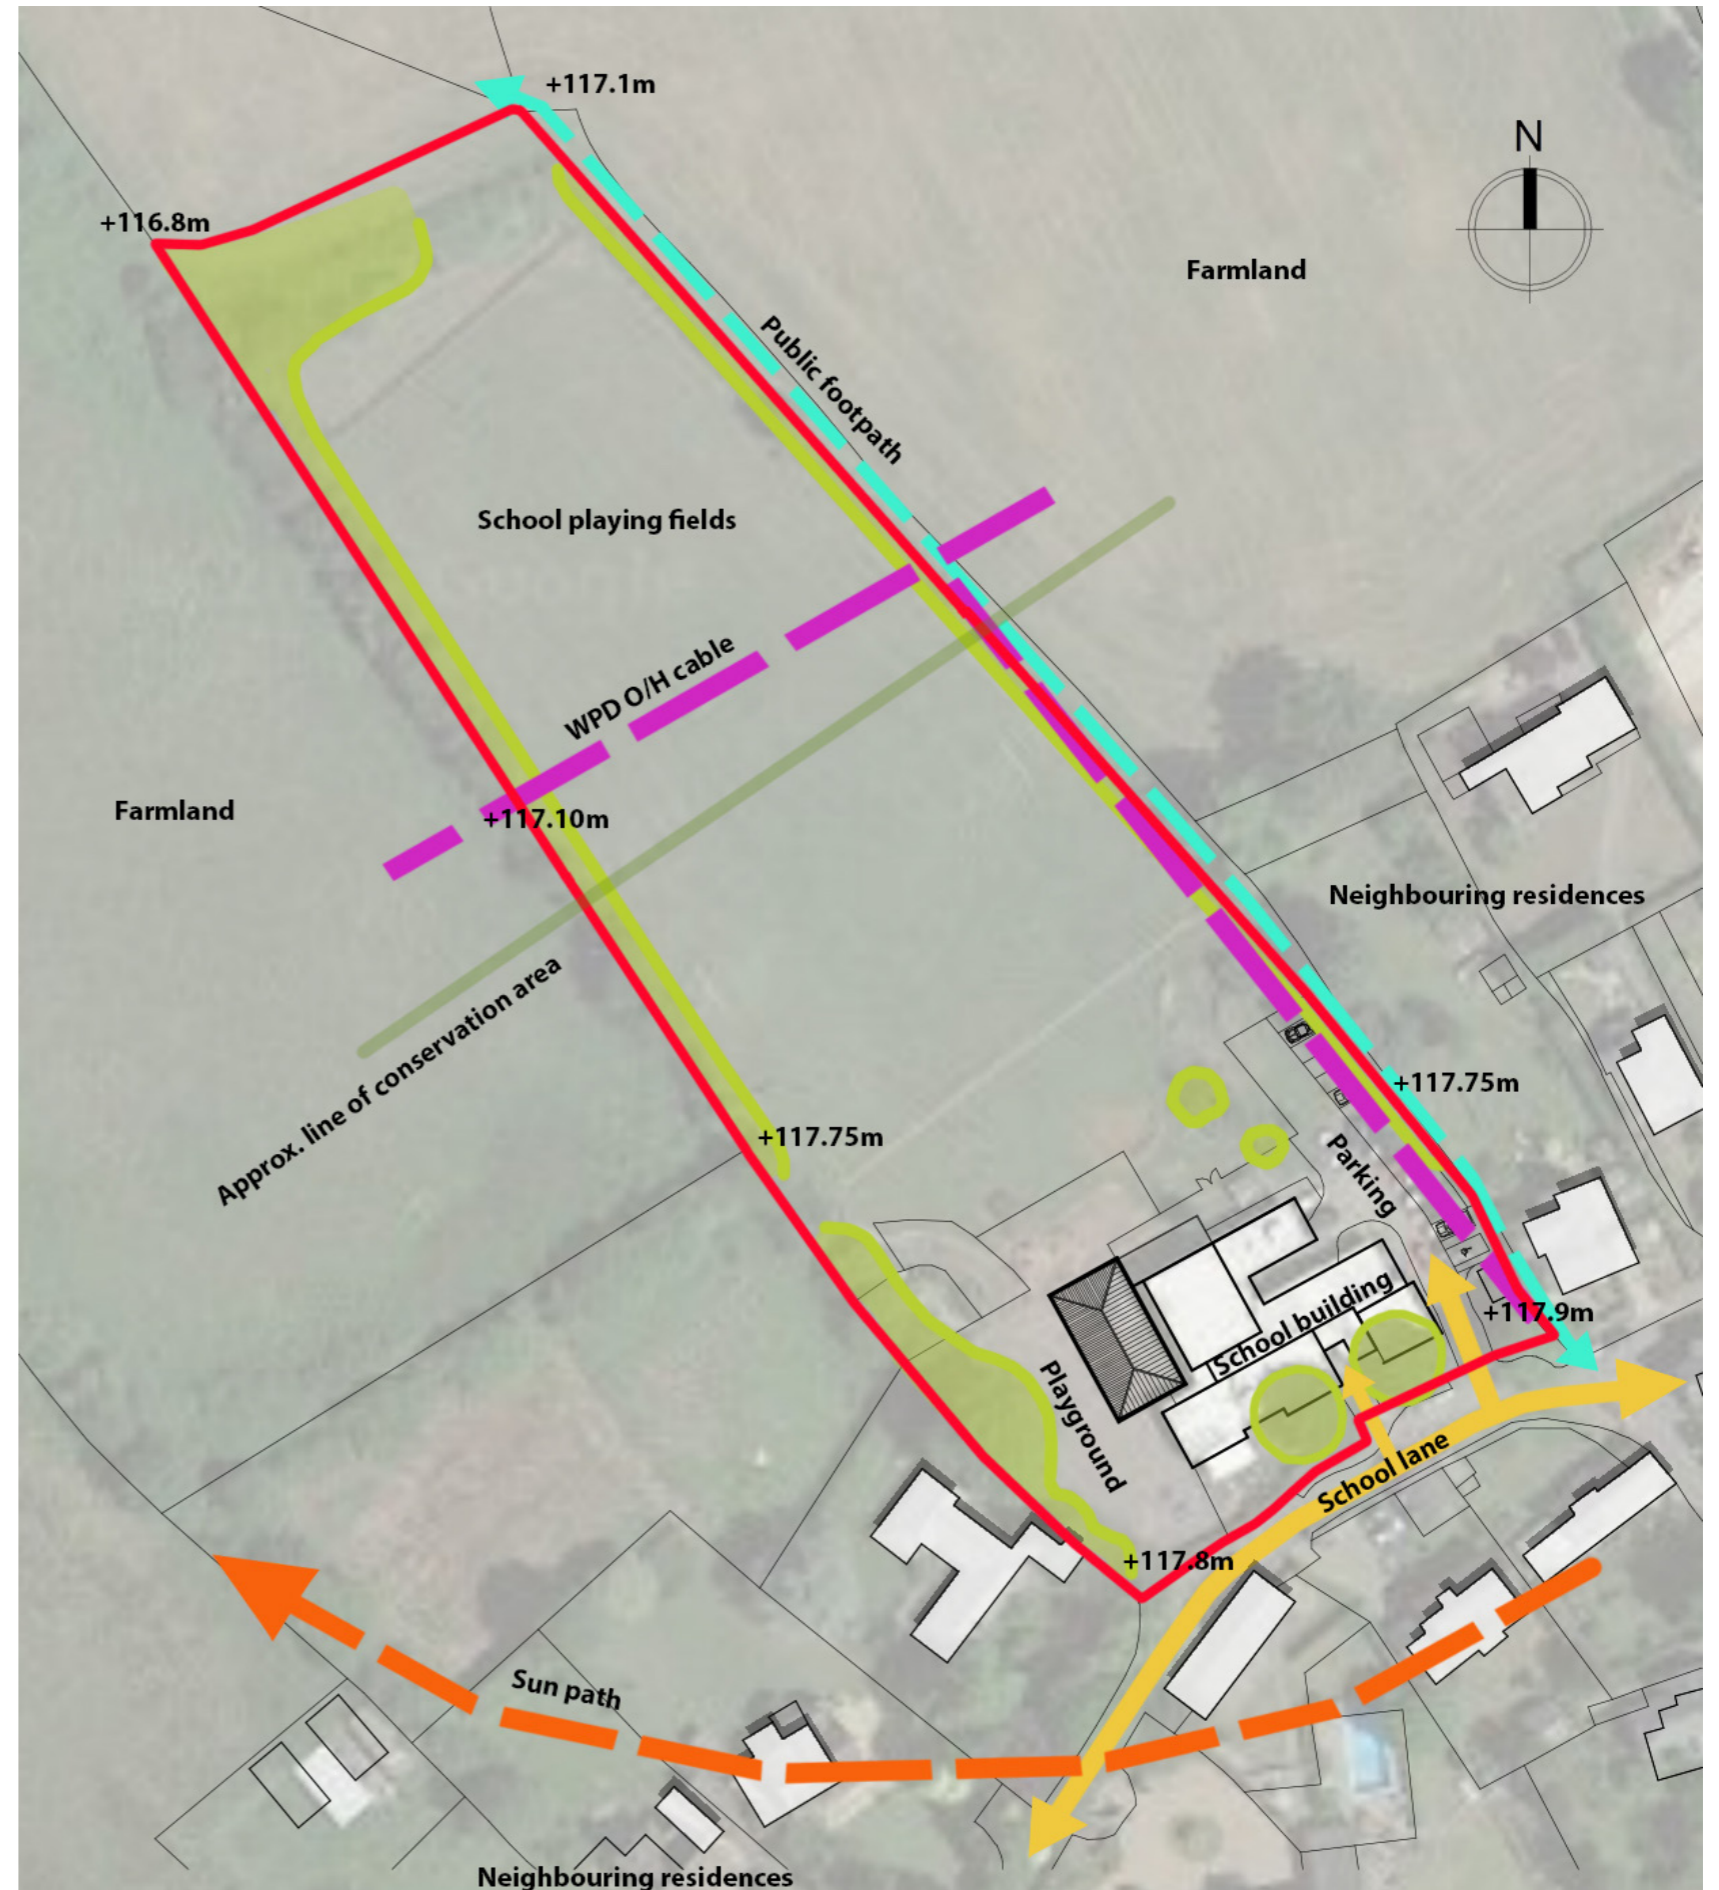 +117.1m
N
+116.8m
Farmland
Public footpath
School playing fields
WPD O/H cable
Farmland
+117.10m
Neighbouring residences
Approx. line of conservation area
+117.75m
+117.75m
Parking
School building
+117.9m
Playground
School lane
+117.8m
Sun path
Neighbouring residences